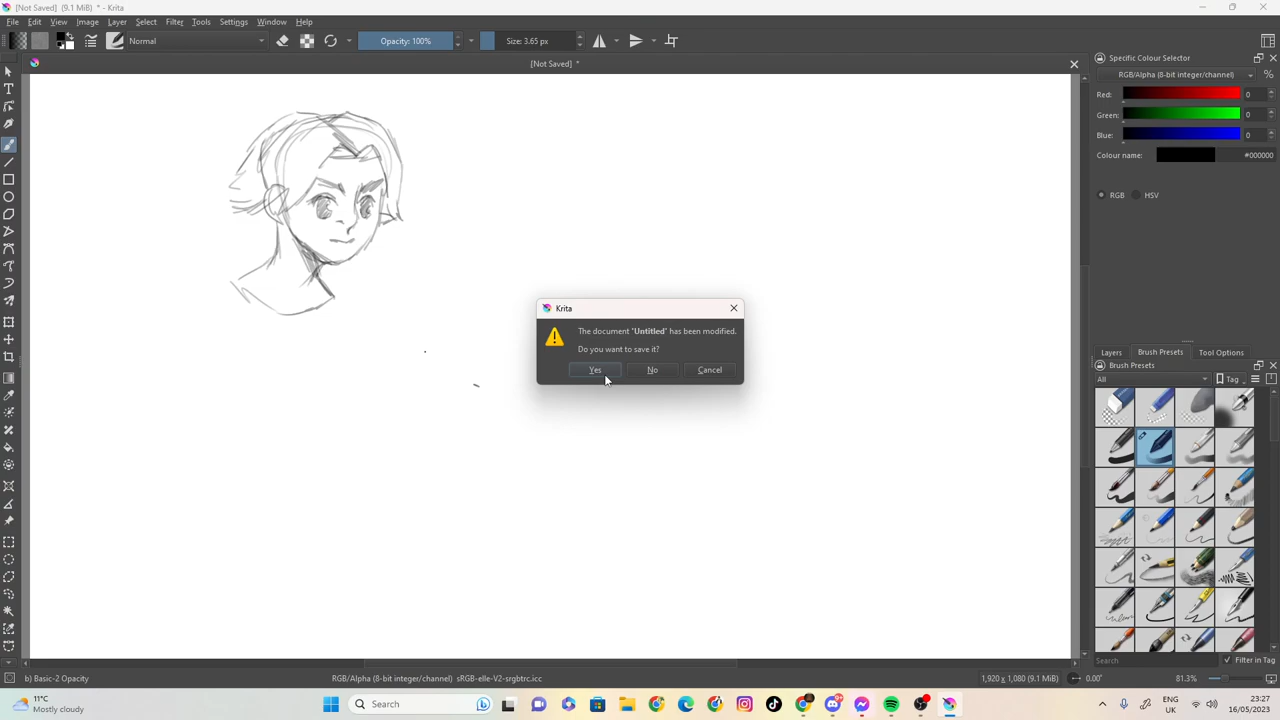 [Not Saved] (9.1 MiB) * - Krita
File Edit View Image Layer Select Filter Tools Settings Window Help
Normal
Opacity: 100%
Size: 3.65 px
[Not Saved] *
Specific Colour Selector
RGB/Alpha (8-bit integer/channel)
%
Red: 0
Green: 0
Blue: 0
Colour name: #000000
RGB HSV
Krita
The document "Untitled" has been modified.
Do you want to save it?
Yes No Cancel
Layers Brush Presets Tool Options
Brush Presets
All
Tag
Search
Filter in Tag
b) Basic-2 Opacity
RGB/Alpha (8-bit integer/channel) sRGB-elle-V2-srgbtrc.icc
1,920 x 1,080 (9.1 MiB)
0.00°
81.3%
11°C
Mostly cloudy
Search
ENG
UK
23:27
16/05/2023